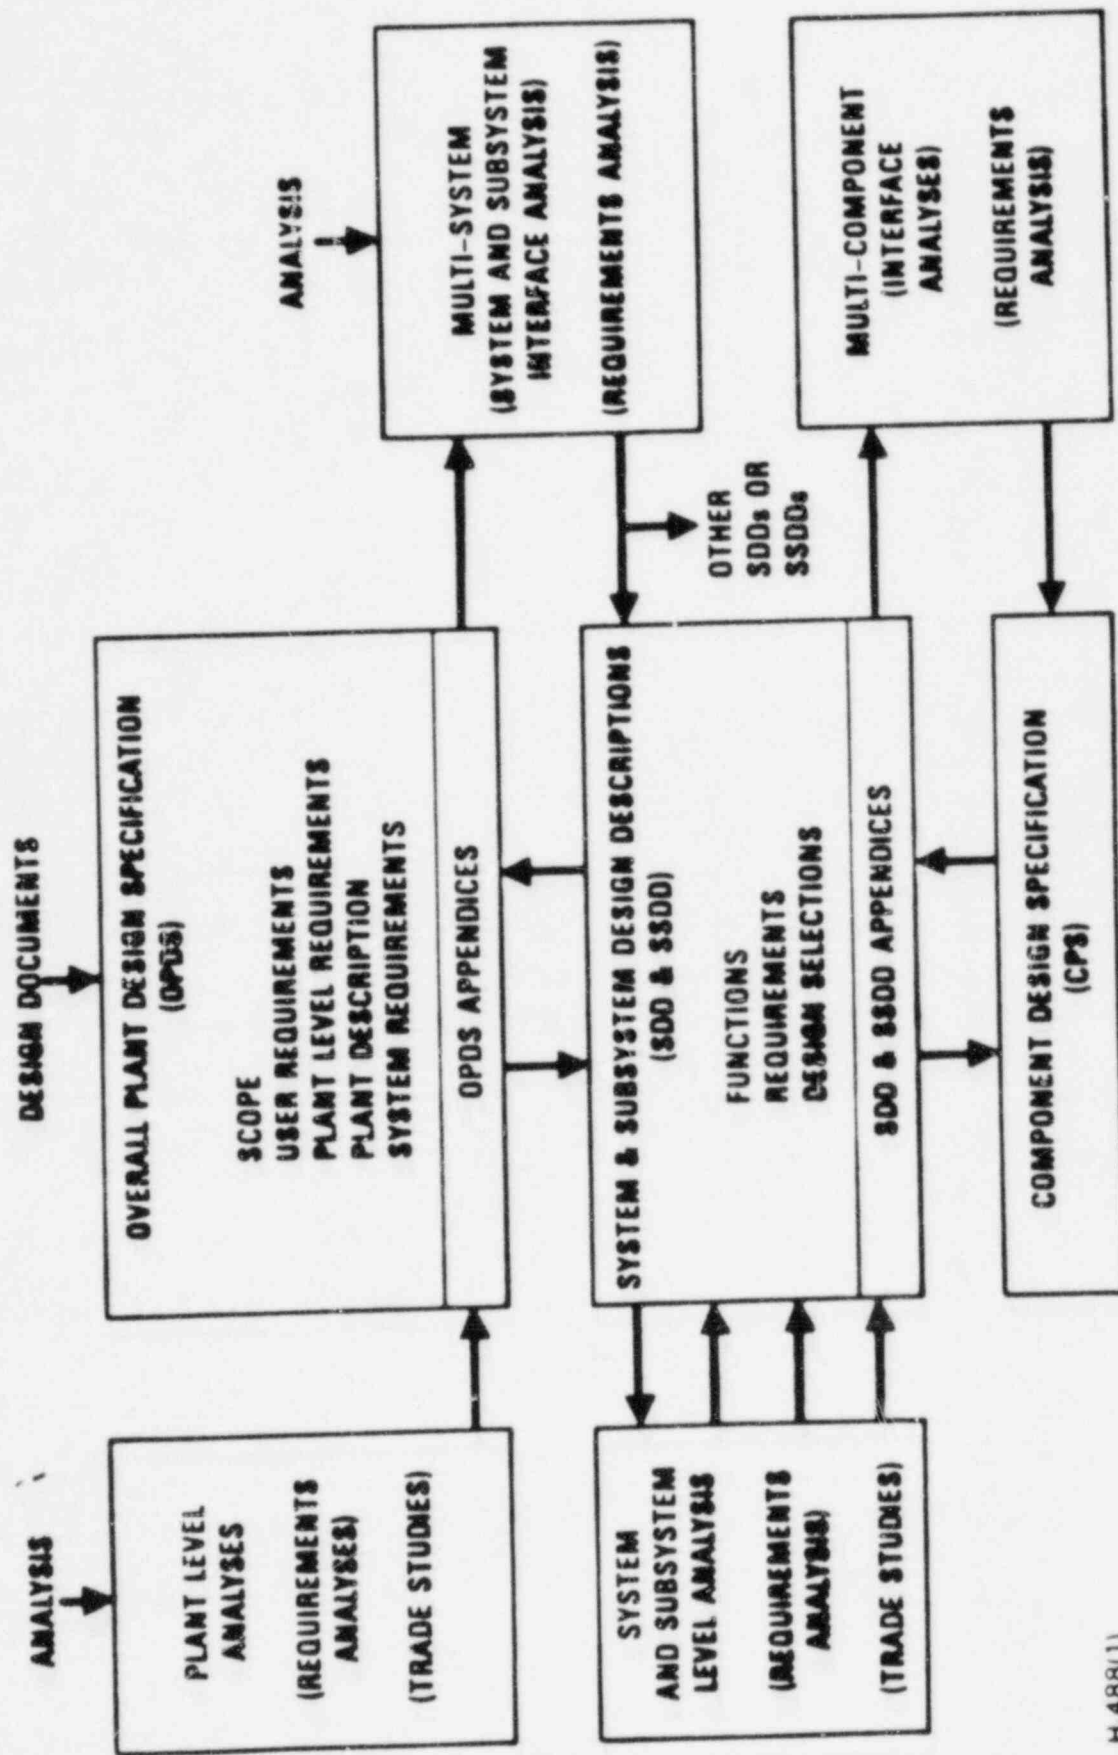 ANALYSIS
PLANT LEVEL
ANALYSES
(REQUIREMENTS
ANALYSES)
(TRADE STUDIES)
SYSTEM
AND SUBSYSTEM
LEVEL ANALYSIS
(REQUIREMENTS
ANALYSIS)
(TRADE STUDIES)
DESIGN DOCUMENTS
OVERALL PLANT DESIGN SPECIFICATION
(OPDS)
SCOPE
USER REQUIREMENTS
PLANT LEVEL REQUIREMENTS
PLANT DESCRIPTION
SYSTEM REQUIREMENTS
OPDS APPENDICES
SYSTEM & SUBSYSTEM DESIGN DESCRIPTIONS
(SDD & SSDD)
FUNCTIONS
REQUIREMENTS
DESIGN SELECTIONS
SDD & SSDD APPENDICES
COMPONENT DESIGN SPECIFICATION
(CPS)
ANALYSIS
MULTI-SYSTEM
(SYSTEM AND SUBSYSTEM
INTERFACE ANALYSIS)
(REQUIREMENTS ANALYSIS)
OTHER
SDDs OR
SSDDs
MULTI-COMPONENT
(INTERFACE
ANALYSES)
(REQUIREMENTS
ANALYSIS)